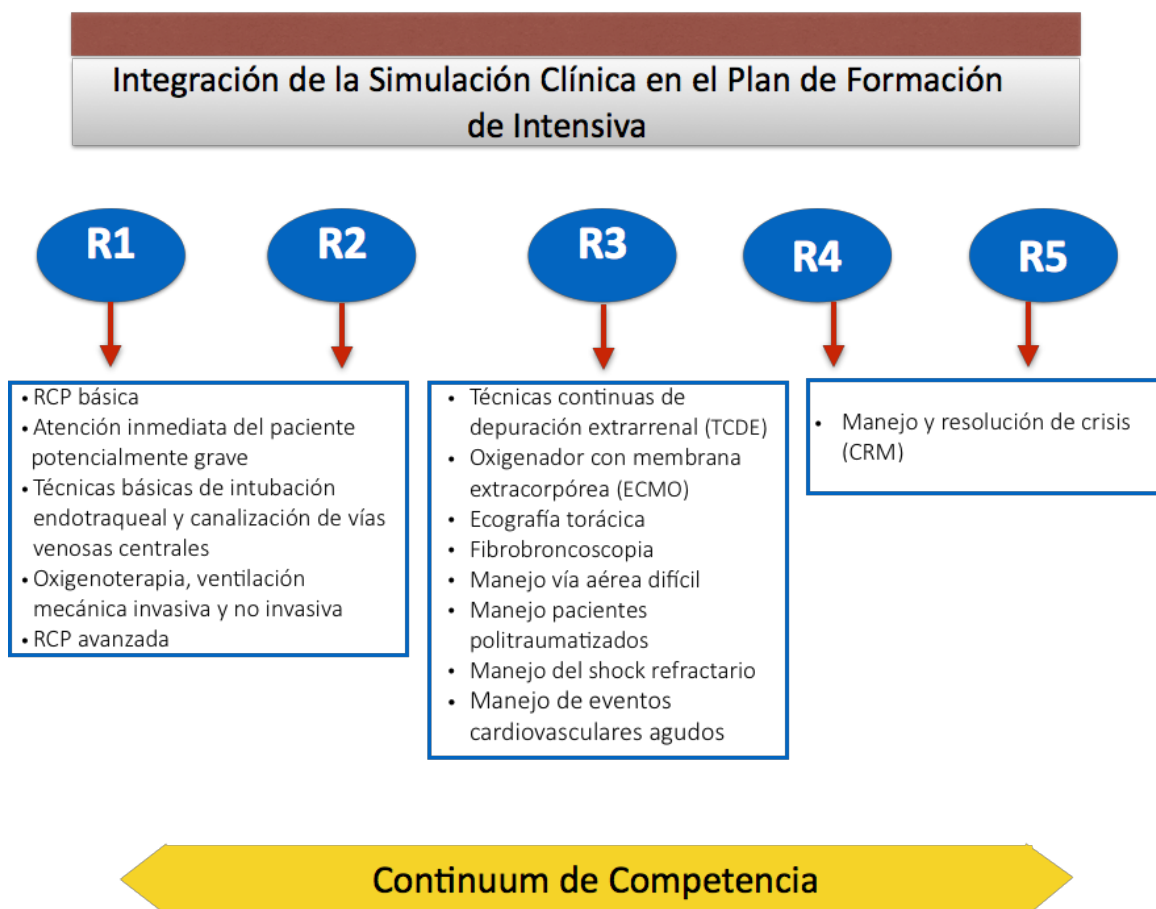 Integración de la Simulación Clínica en el Plan de Formación
de Intensiva
R1
R2
R3
R4
R5
• RCP básica
• Atención inmediata del paciente
potencialmente grave
• Técnicas básicas de intubación
endotraqueal y canalización de vías
venosas centrales
• Oxigenoterapia, ventilación
mecánica invasiva y no invasiva
• RCP avanzada
• Técnicas continuas de
depuración extrarrenal (TCDE)
• Oxigenador con membrana
extracorpórea (ECMO)
• Ecografía torácica
• Fibrobroncoscopia
• Manejo vía aérea difícil
• Manejo pacientes
politraumatizados
• Manejo del shock refractario
• Manejo de eventos
cardiovasculares agudos
• Manejo y resolución de crisis
(CRM)
Continuum de Competencia